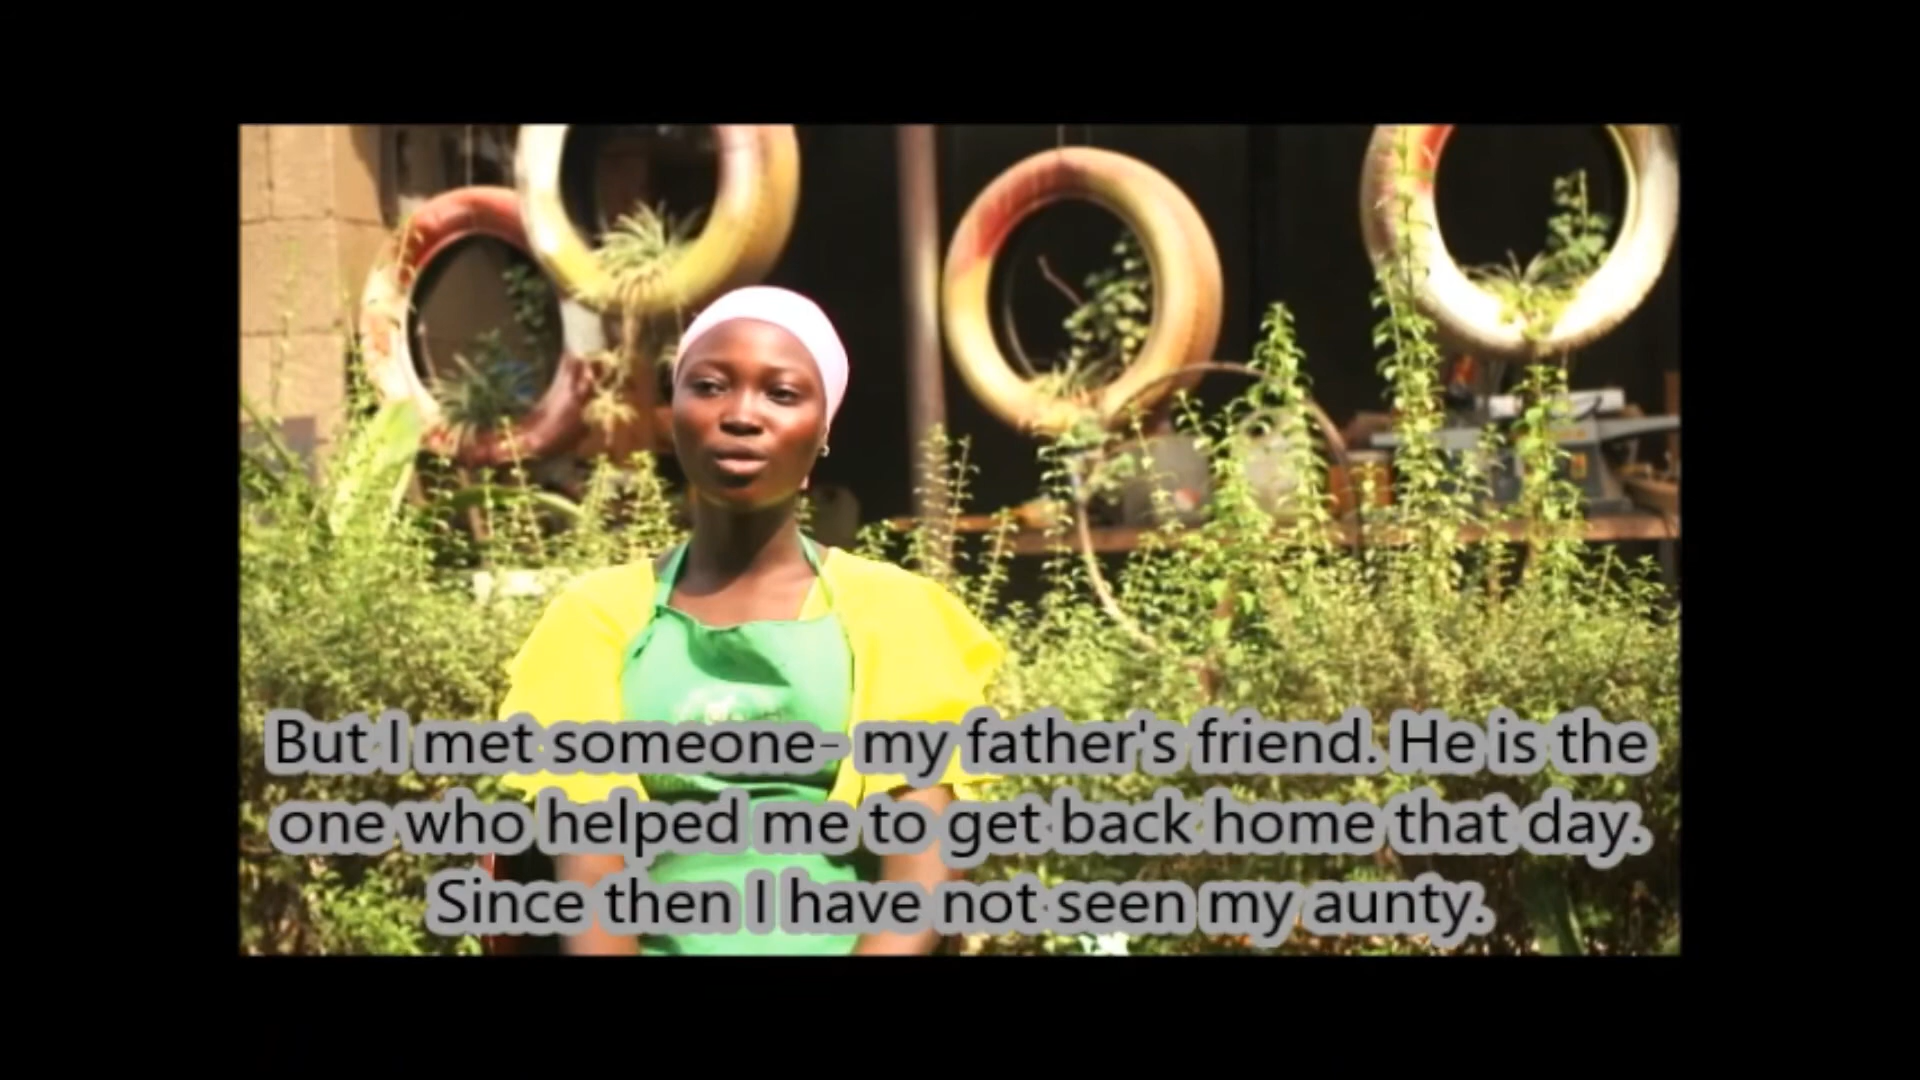 But I met someone- my father's friend. He is the
one who helped me to get back home that day.
Since then I have not seen my aunty.